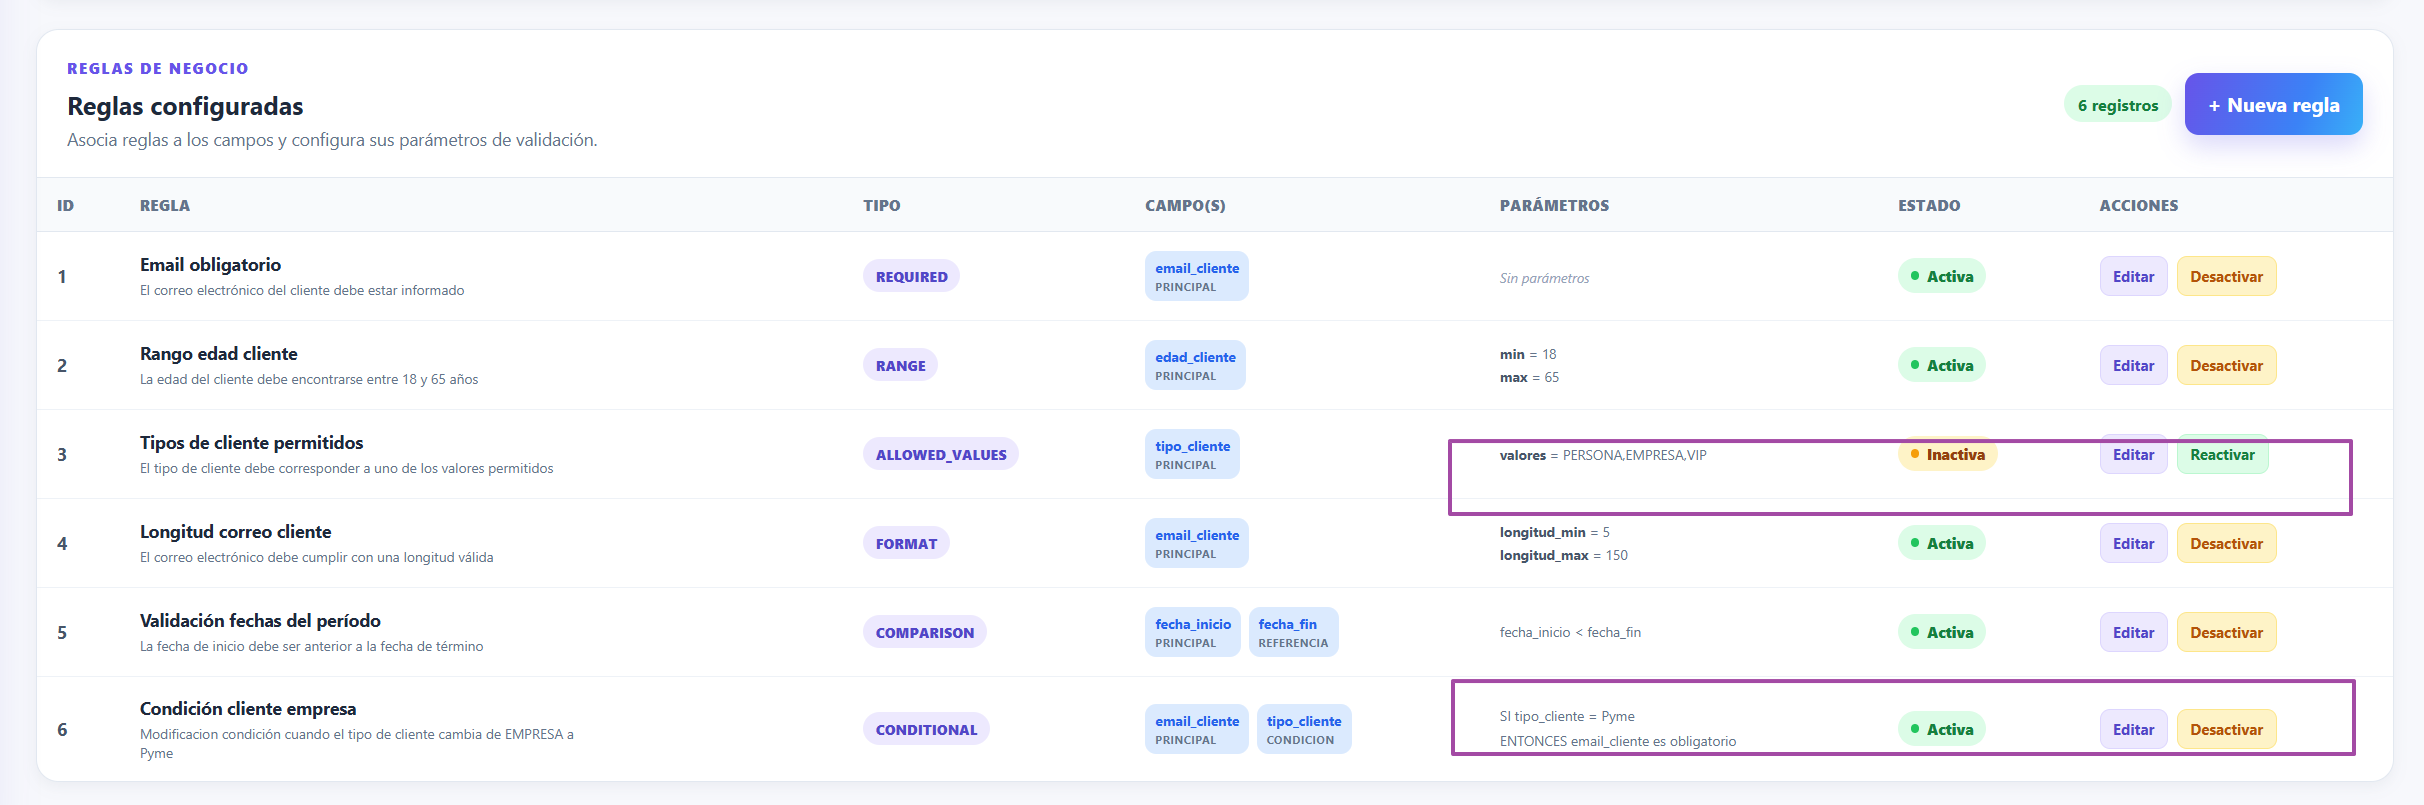 REGLAS DE NEGOCIO
Reglas configuradas
Asocia reglas a los campos y configura sus parámetros de validación.
6 registros
+ Nueva regla
ID REGLA TIPO CAMPO(S) PARÁMETROS ESTADO ACCIONES
1 Email obligatorio
El correo electrónico del cliente debe estar informado
REQUIRED
email_cliente
PRINCIPAL
Sin parámetros
Activa
Editar Desactivar
2 Rango edad cliente
La edad del cliente debe encontrarse entre 18 y 65 años
RANGE
edad_cliente
PRINCIPAL
min = 18
max = 65
Activa
Editar Desactivar
3 Tipos de cliente permitidos
El tipo de cliente debe corresponder a uno de los valores permitidos
ALLOWED_VALUES
tipo_cliente
PRINCIPAL
valores = PERSONA,EMPRESA,VIP
Inactiva
Editar Reactivar
4 Longitud correo cliente
El correo electrónico debe cumplir con una longitud válida
FORMAT
email_cliente
PRINCIPAL
longitud_min = 5
longitud_max = 150
Activa
Editar Desactivar
5 Validación fechas del período
La fecha de inicio debe ser anterior a la fecha de término
COMPARISON
fecha_inicio
PRINCIPAL
fecha_fin
REFERENCIA
fecha_inicio < fecha_fin
Activa
Editar Desactivar
6 Condición cliente empresa
Modificacion condición cuando el tipo de cliente cambia de EMPRESA a
Pyme
CONDITIONAL
email_cliente
PRINCIPAL
tipo_cliente
CONDICION
SI tipo_cliente = Pyme
ENTONCES email_cliente es obligatorio
Activa
Editar Desactivar